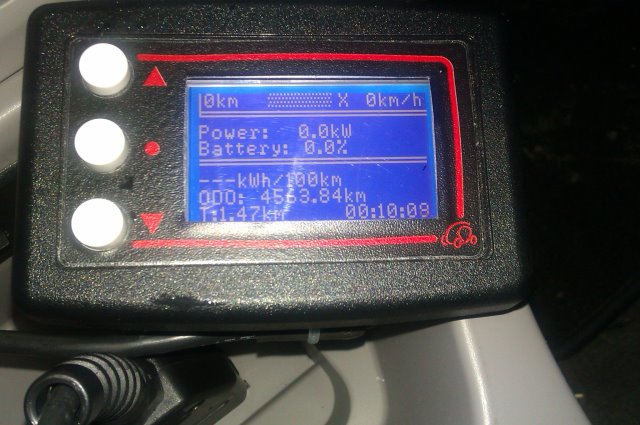 0km X 0km/h
Power: 0.0kW
Battery: 0.0%
---kWh/100km
ODO: 4563.84km
T:1.47km 00:10:08